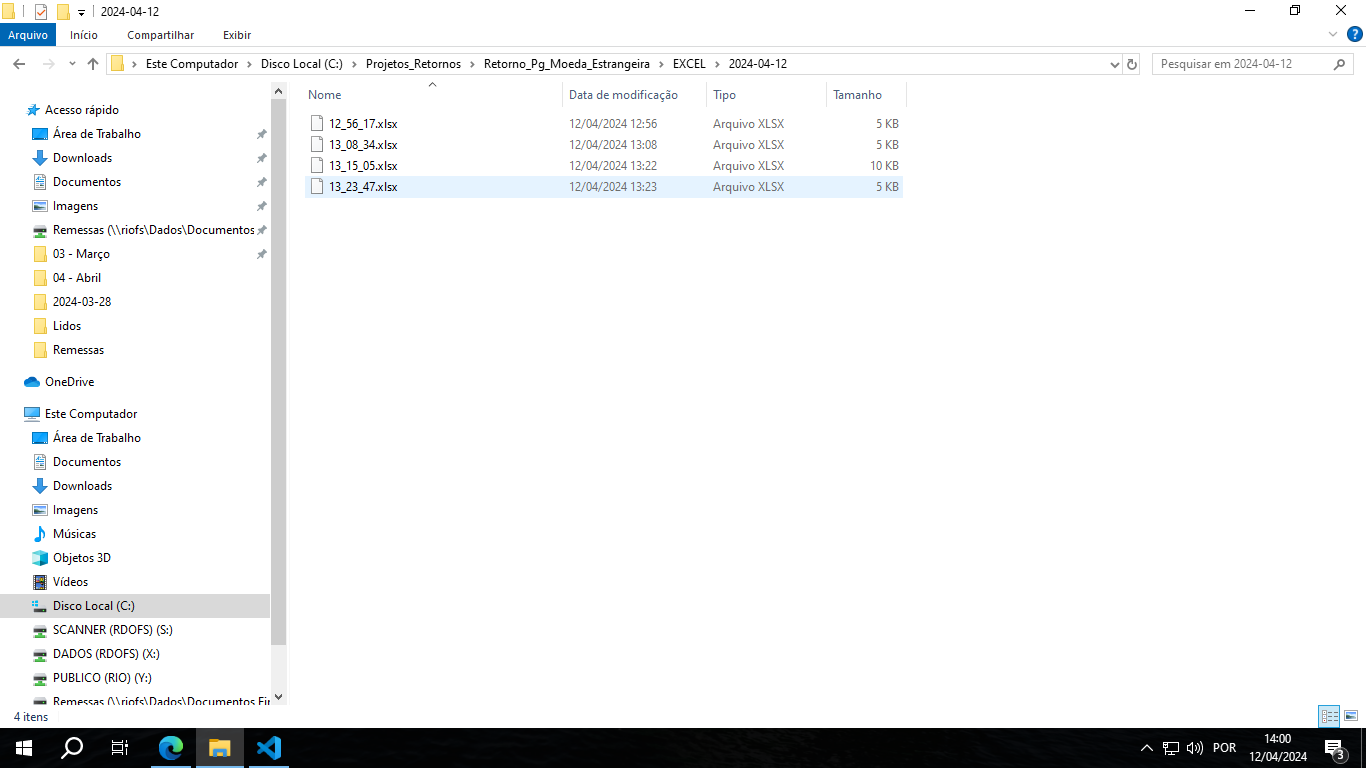 2024-04-12
Arquivo Início Compartilhar Exibir
Este Computador Disco Local (C:) Projetos_Retornos Retorno_Pg_Moeda_Estrangeira EXCEL 2024-04-12
Pesquisar em 2024-04-12
Acesso rápido
Área de Trabalho
Downloads
Documentos
Imagens
Remessas (\\riofs\Dados\Documentos
03 - Março
04 - Abril
2024-03-28
Lidos
Remessas
OneDrive
Este Computador
Área de Trabalho
Documentos
Downloads
Imagens
Músicas
Objetos 3D
Vídeos
Disco Local (C:)
SCANNER (RDOFS) (S:)
DADOS (RDOFS) (X:)
PUBLICO (RIO) (Y:)
Remessas (\\riofs\Dados\Documentos Fin
Nome Data de modificação Tipo Tamanho
12_56_17.xlsx 12/04/2024 12:56 Arquivo XLSX 5 KB
13_08_34.xlsx 12/04/2024 13:08 Arquivo XLSX 5 KB
13_15_05.xlsx 12/04/2024 13:22 Arquivo XLSX 10 KB
13_23_47.xlsx 12/04/2024 13:23 Arquivo XLSX 5 KB
4 itens
POR
14:00
12/04/2024
3